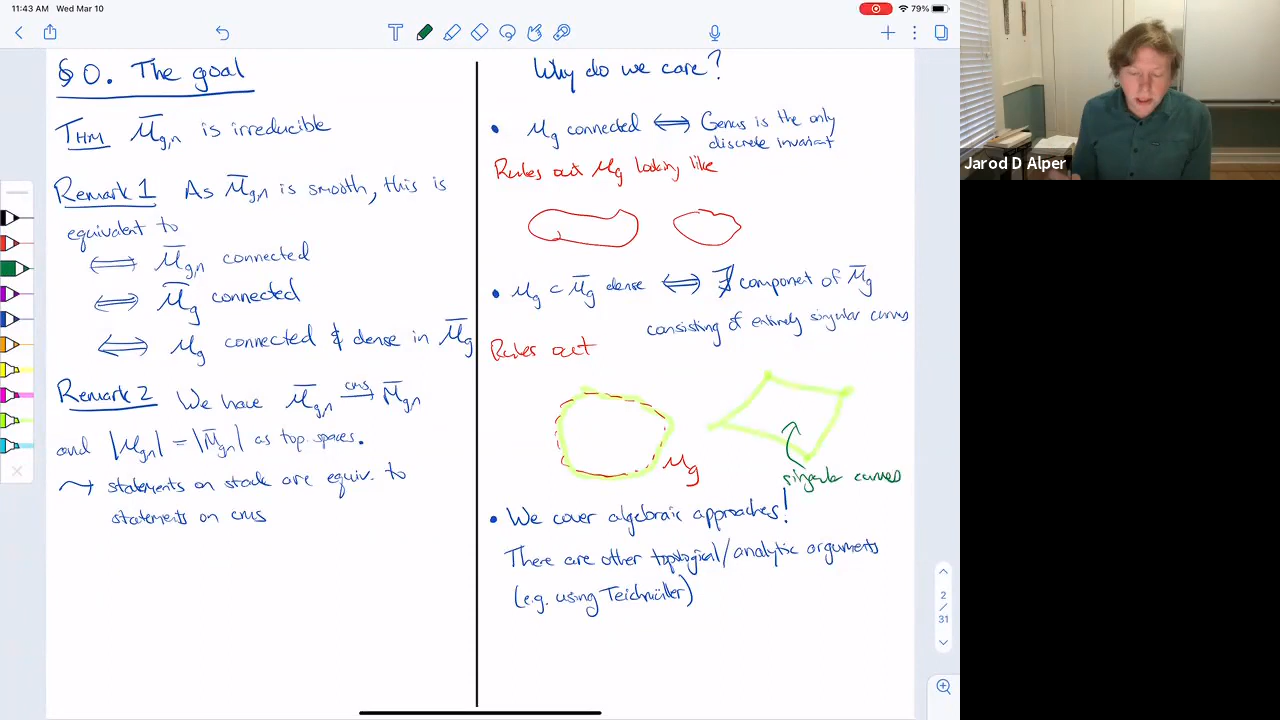 11:43 AM Wed Mar 10
79%
§0. The goal
THM M̄g,n is irreducible
Remark 1 As M̄g,n is smooth, this is
equivalent to
⟺ M̄g,n connected
⟺ M̄g connected
⟺ Mg connected & dense in M̄g
Remark 2 We have M̄g,n →cms M̄g,n
and |M̄g,n| = |M̄g,n| as top. spaces.
⇝ statements on stack are equiv. to
statements on cms
Why do we care?
• Mg connected ⟺ Genus is the only
discrete invariant
Rules out Mg looking like
• Mg ⊂ M̄g dense ⟺ ∄ componet of M̄g
consisting of entirely singular curves
Rules out
Mg
singular curves
• We cover algebraic approaches!
There are other topological/analytic arguments
(e.g. using Teichmüller)
2
/
31
Jarod D Alper